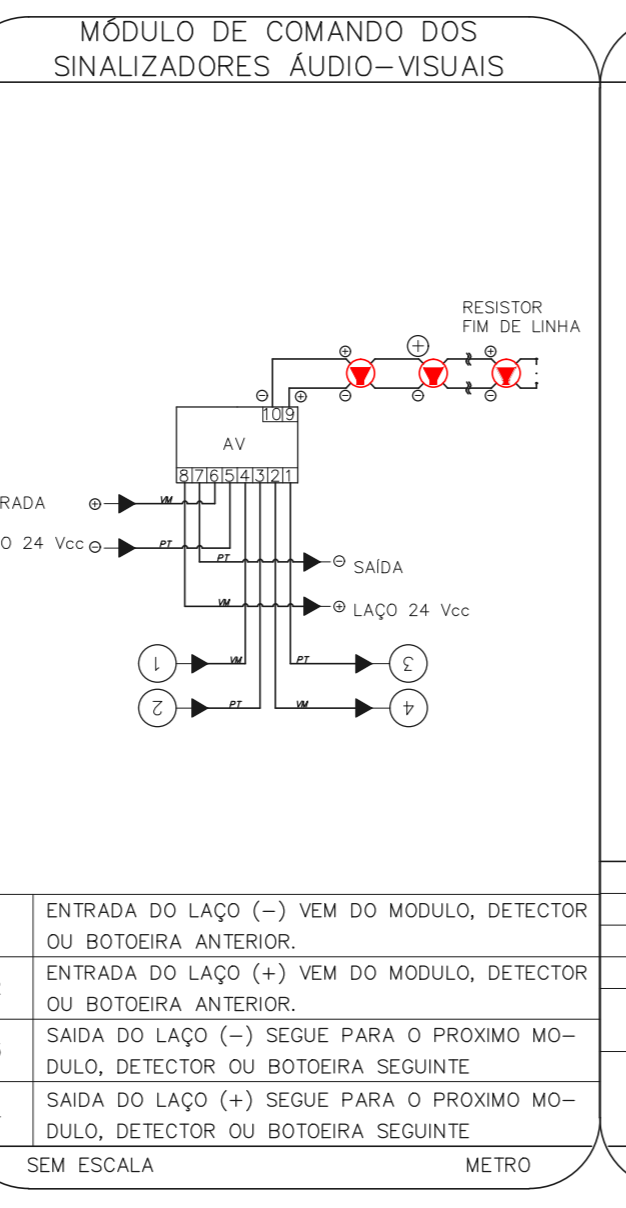 MÓDULO DE COMANDO DOS
SINALIZADORES ÁUDIO-VISUAIS
RESISTOR
FIM DE LINHA
10 9
AV
8 7 6 5 4 3 2 1
VM
24 Vcc
PT
PT
SAÍDA
VM
LAÇO 24 Vcc
1 VM PT 3
2 PT VM 4
ENTRADA DO LAÇO (-) VEM DO MODULO, DETECTOR
OU BOTOEIRA ANTERIOR.
ENTRADA DO LAÇO (+) VEM DO MODULO, DETECTOR
OU BOTOEIRA ANTERIOR.
SAIDA DO LAÇO (-) SEGUE PARA O PROXIMO MO-
DULO, DETECTOR OU BOTOEIRA SEGUINTE
SAIDA DO LAÇO (+) SEGUE PARA O PROXIMO MO-
DULO, DETECTOR OU BOTOEIRA SEGUINTE
SEM ESCALA METRO